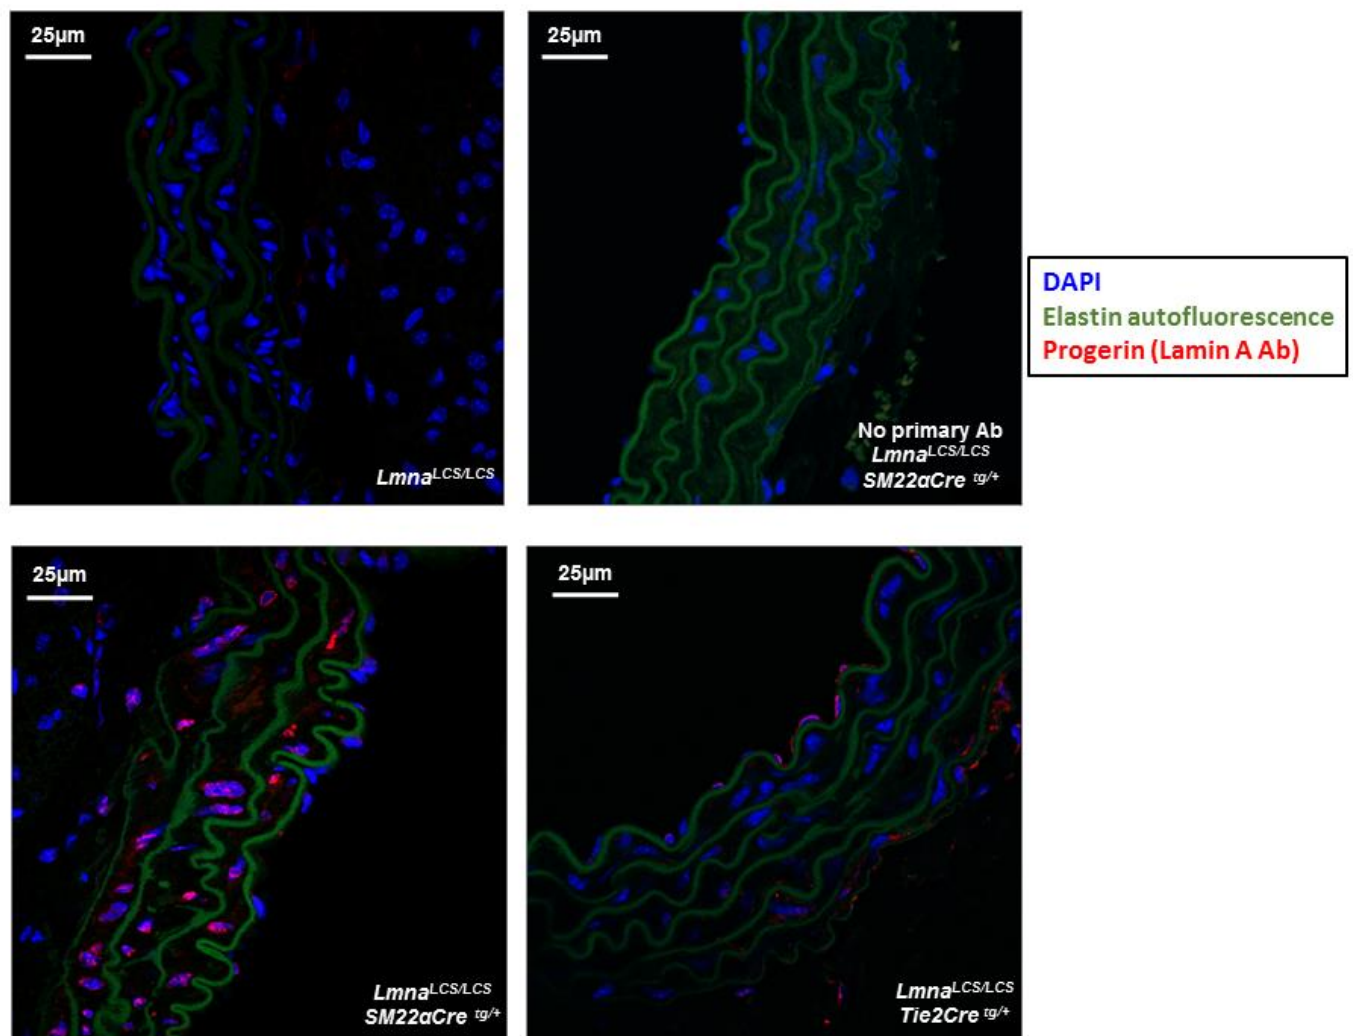 25µm
Lmna^LCS/LCS
25µm
No primary Ab
Lmna^LCS/LCS
SM22αCre ^tg/+
DAPI
Elastin autofluorescence
Progerin (Lamin A Ab)
25µm
Lmna^LCS/LCS
SM22αCre ^tg/+
25µm
Lmna^LCS/LCS
Tie2Cre ^tg/+